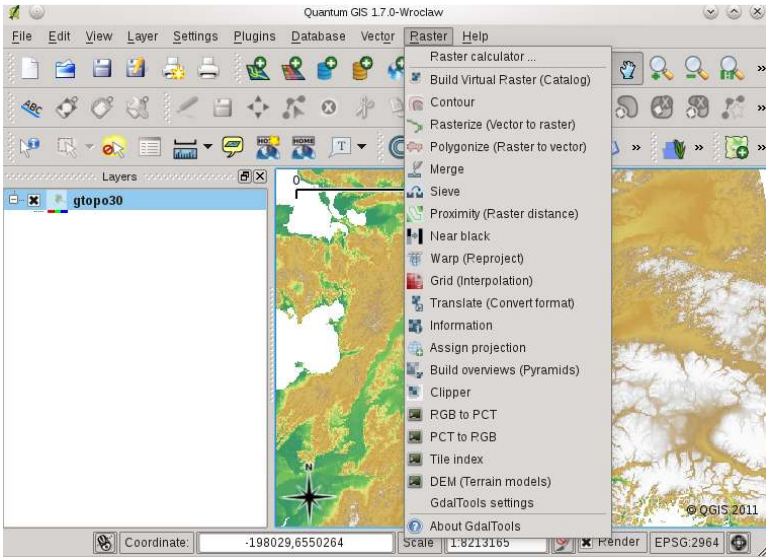 Quantum GIS 1.7.0-Wroclaw
File Edit View Layer Settings Plugins Database Vector Raster Help
Raster calculator ...
Build Virtual Raster (Catalog)
Contour
Rasterize (Vector to raster)
Polygonize (Raster to vector)
Merge
Sieve
Proximity (Raster distance)
Near black
Warp (Reproject)
Grid (Interpolation)
Translate (Convert format)
Information
Assign projection
Build overviews (Pyramids)
Clipper
RGB to PCT
PCT to RGB
Tile index
DEM (Terrain models)
GdalTools settings
About GdalTools
ABC
HOME
T
Layers
gtopo30
0
N
© QGIS 2011
Coordinate: -198029,6550264 Scale 1:8213165 Render EPSG:2964